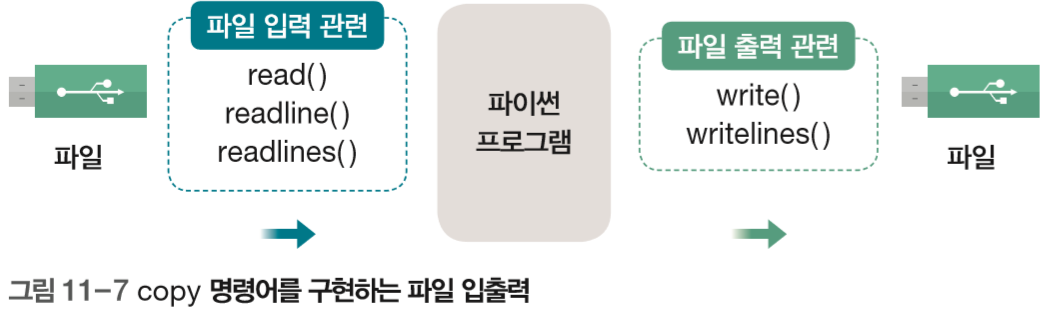 파일 입력 관련
read()
readline()
readlines()
파일
파이썬
프로그램
파일 출력 관련
write()
writelines()
파일
그림 11-7 copy 명령어를 구현하는 파일 입출력